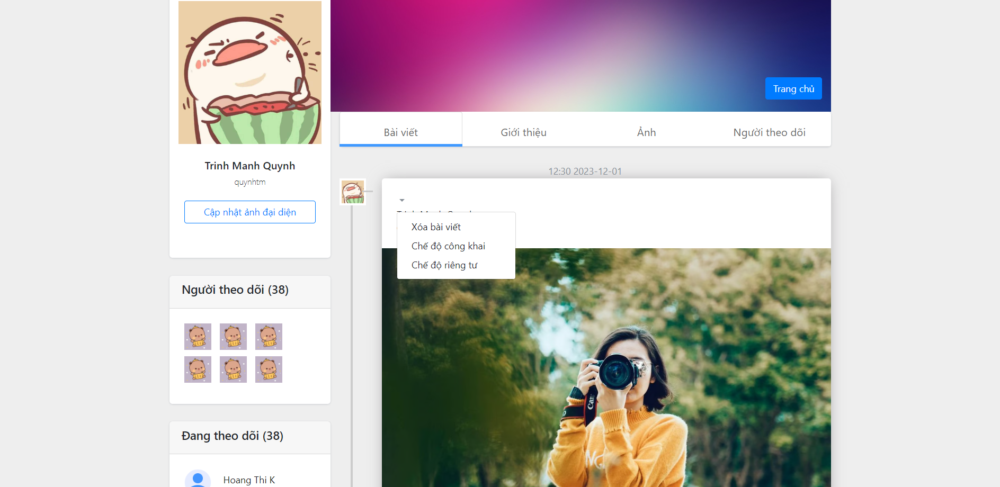 Trinh Manh Quynh
quynhtm
Cập nhật ảnh đại diện
Người theo dõi (38)
Đang theo dõi (38)
Hoang Thi K
Trang chủ
Bài viết
Giới thiệu
Ảnh
Người theo dõi
12:30 2023-12-01
Xóa bài viết
Chế độ công khai
Chế độ riêng tư